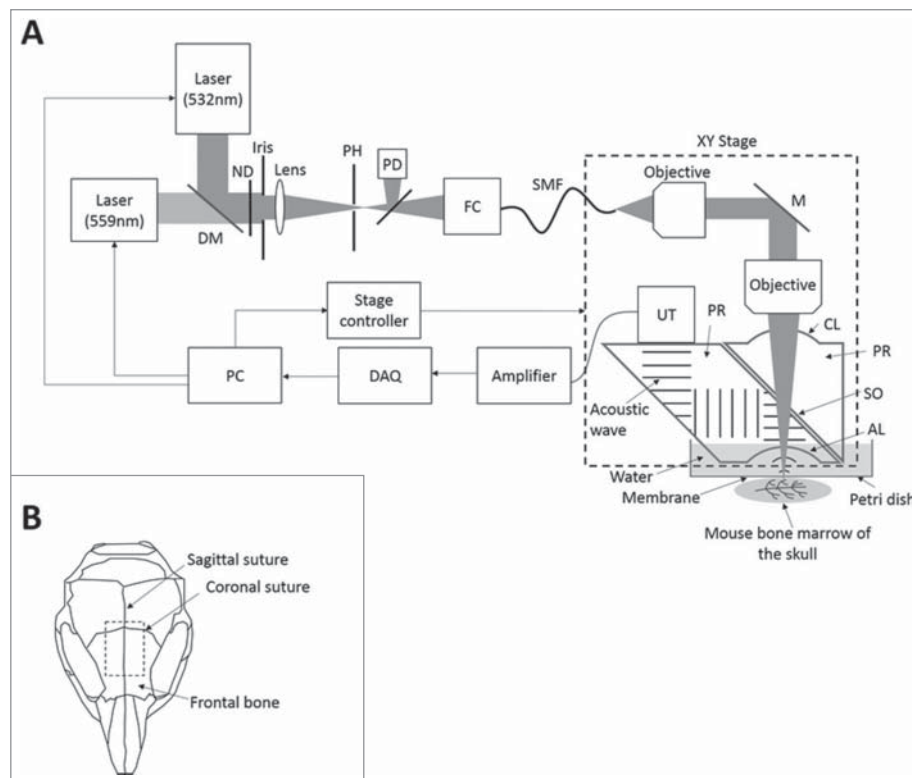 A
Laser
(532nm)
Iris
ND
Lens
PH
PD
Laser
(559nm)
DM
FC
SMF
XY Stage
Objective
M
Objective
Stage
controller
UT
PR
CL
PR
PC
DAQ
Amplifier
Acoustic
wave
SO
AL
Water
Membrane
Petri dish
Mouse bone marrow of
the skull
B
Sagittal suture
Coronal suture
Frontal bone